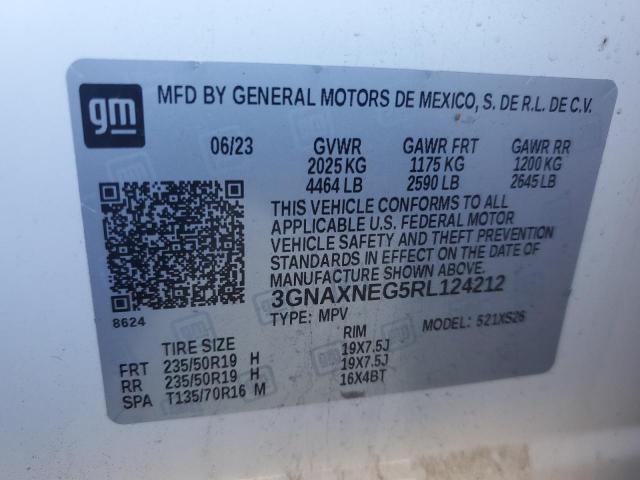 gm
MFD BY GENERAL MOTORS DE MEXICO, S. DE R.L. DE C.V.
06/23 GVWR GAWR FRT GAWR RR
2025 KG 1175 KG 1200 KG
4464 LB 2590 LB 2645 LB
THIS VEHICLE CONFORMS TO ALL
APPLICABLE U.S. FEDERAL MOTOR
VEHICLE SAFETY AND THEFT PREVENTION
STANDARDS IN EFFECT ON THE DATE OF
MANUFACTURE SHOWN ABOVE.
3GNAXNEG5RL124212
8624
TYPE: MPV MODEL: 521XS26
TIRE SIZE RIM
FRT 235/50R19 H 19X7.5J
RR 235/50R19 H 19X7.5J
SPA T135/70R16 M 16X4BT